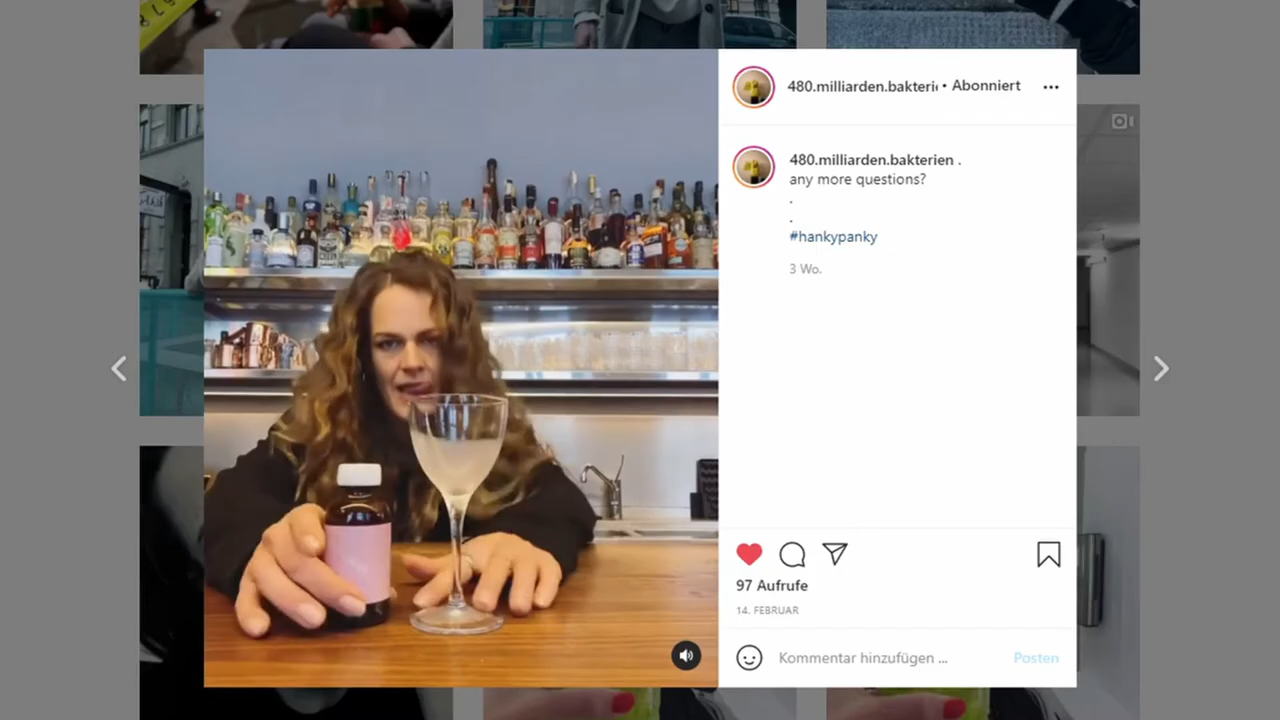 480.milliarden.bakteri • Abonniert
480.milliarden.bakterien .
any more questions?
.
.
#hankypanky
3 Wo.
97 Aufrufe
14. FEBRUAR
Kommentar hinzufügen ...
Posten